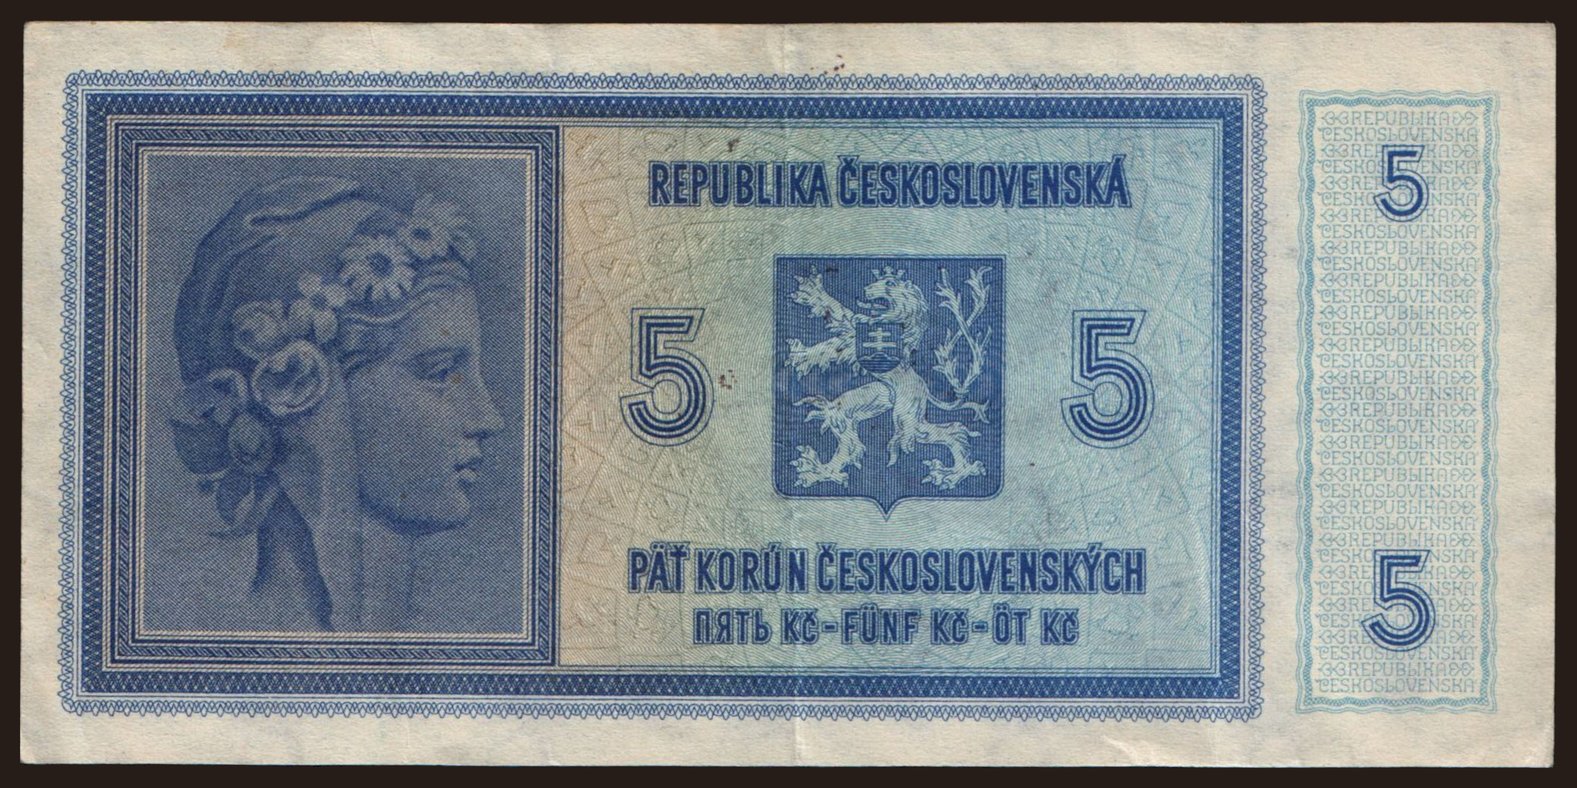 REPUBLIKA ČESKOSLOVENSKÁ
5 5
PÄŤ KORÚN ČESKOSLOVENSKÝCH
ПЯТЬ Kč - FÜNF Kč - ÖT Kč
5
REPUBLIKA
ČESKOSLOVENSKÁ
5